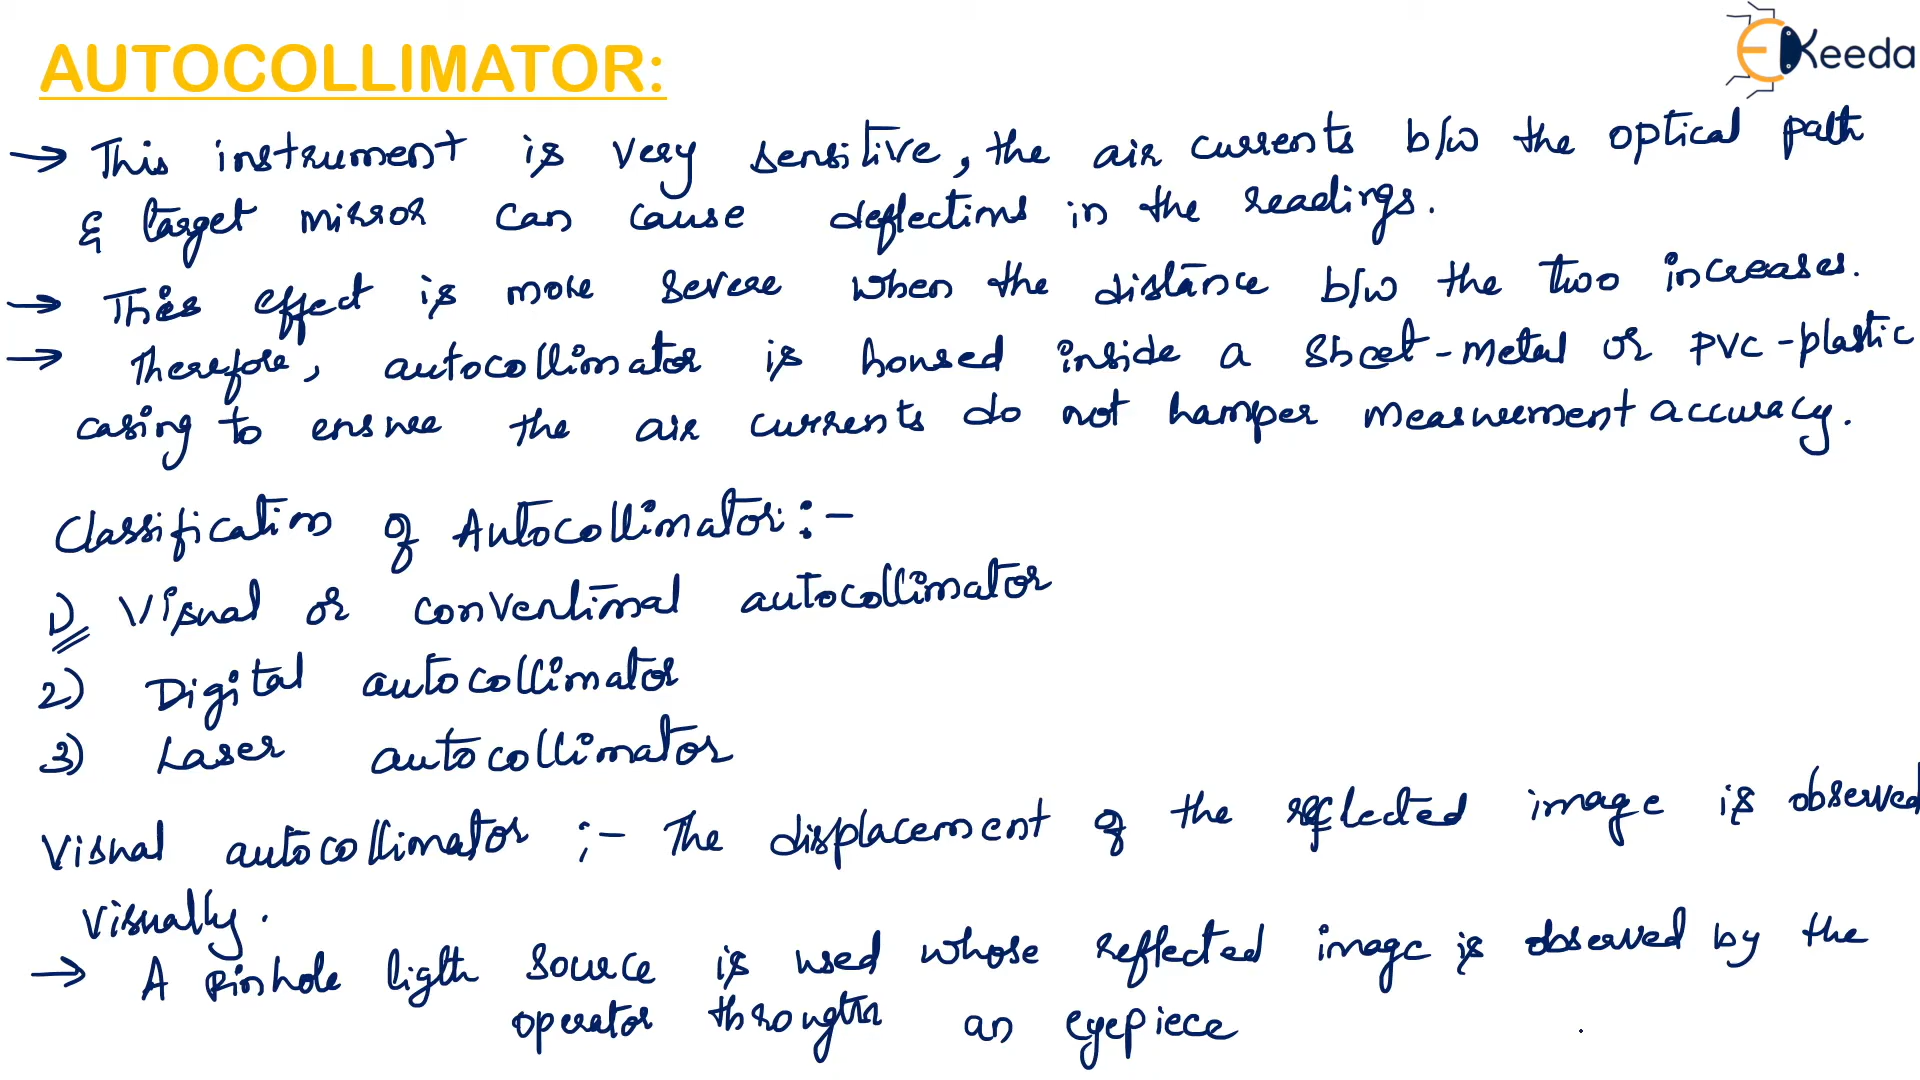 AUTOCOLLIMATOR:
EKeeda
→ This instrument is very sensitive, the air currents b/w the optical path
& target mirror can cause deflections in the readings.
→ This effect is more severe when the distance b/w the two increases.
→ Therefore, autocollimator is housed inside a sheet-metal or PVC-plastic
casing to ensure the air currents do not hamper measurement accuracy.
Classification of Autocollimator:-
1) Visual or conventional autocollimator
2) Digital autocollimator
3) Laser autocollimator
Visual autocollimator :- The displacement of the reflected image is observed
visually.
→ A pinhole ligth source is used whose reflected image is observed by the
operator through an eyepiece